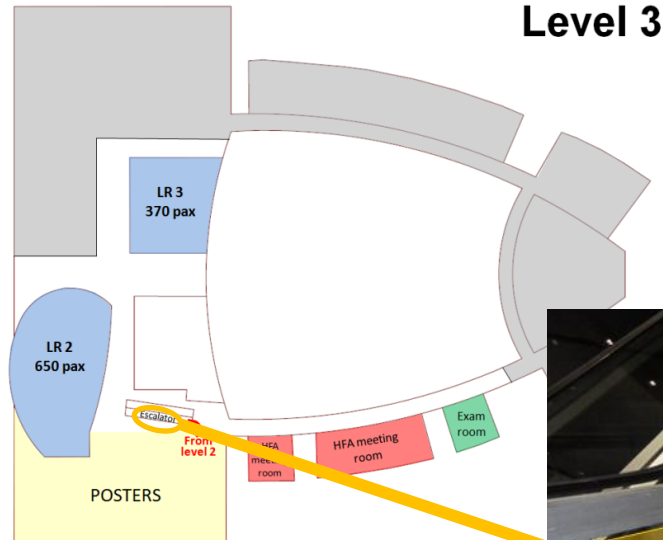 Level 3
LR 3
370 pax
LR 2
650 pax
Escalator
From
level 2
HFA
meeting
room
HFA meeting
room
Exam
room
POSTERS